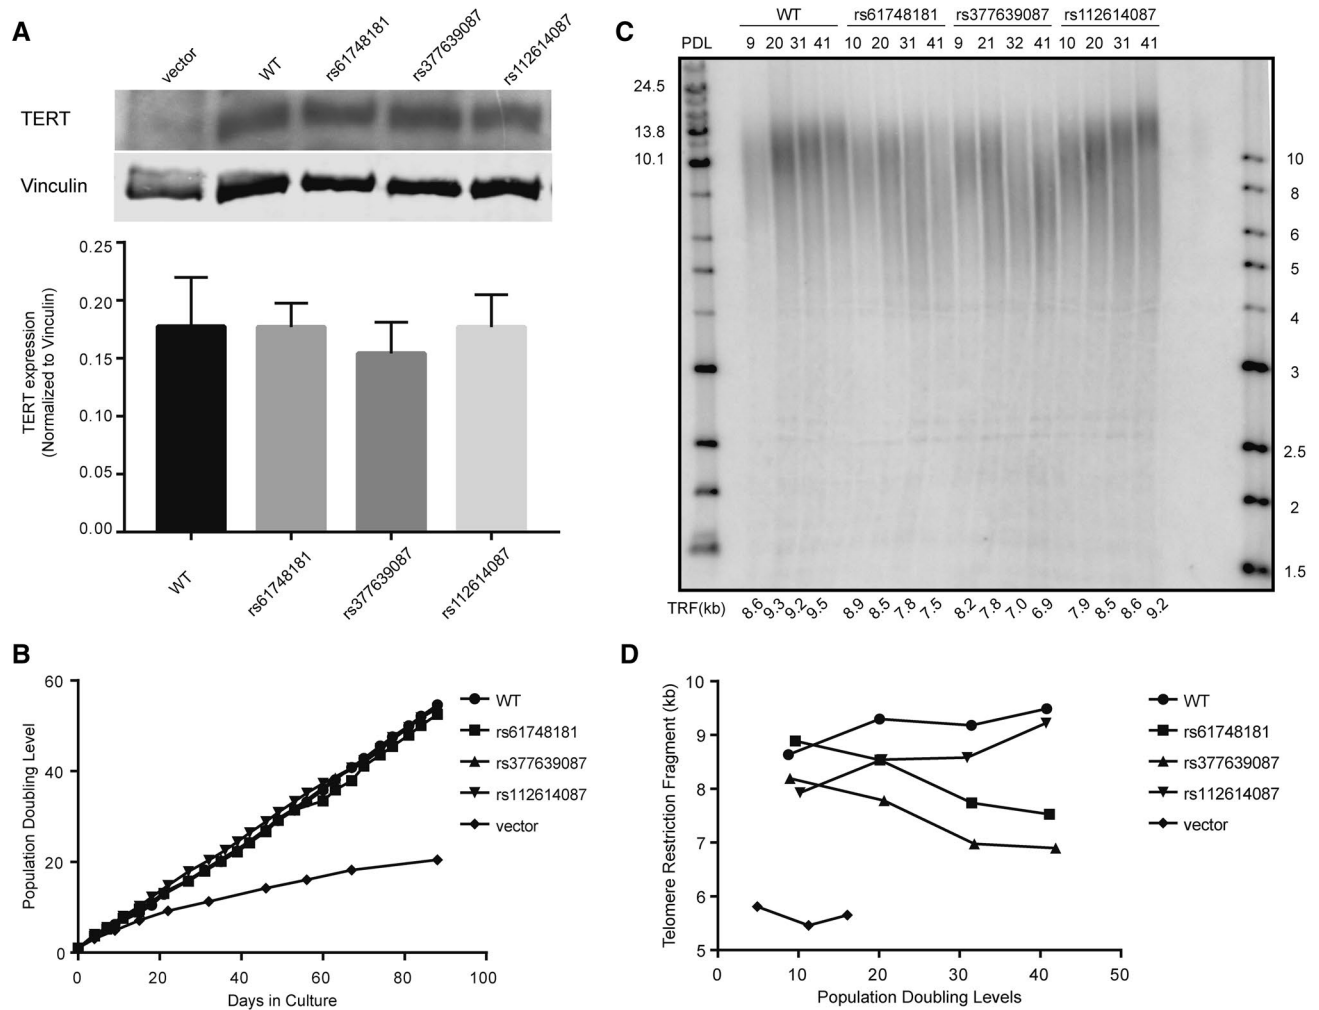 A
vector
WT
rs61748181
rs377639087
rs112614087
TERT
Vinculin
TERT expression
(Normalized to Vinculin)
0.25
0.20
0.15
0.10
0.05
0.00
WT
rs61748181
rs377639087
rs112614087
B
Population Doubling Level
60
40
20
0
0 20 40 60 80 100
Days in Culture
WT
rs61748181
rs377639087
rs112614087
vector
C
WT rs61748181 rs377639087 rs112614087
PDL 9 20 31 41 10 20 31 41 9 21 32 41 10 20 31 41
24.5
13.8
10.1
10
8
6
5
4
3
2.5
2
1.5
TRF(kb) 8.6 9.3 9.2 9.5 8.9 8.5 7.8 7.5 8.2 7.8 7.0 6.9 7.9 8.5 8.6 9.2
D
Telomere Restriction Fragment (kb)
10
9
8
7
6
5
0 10 20 30 40 50
Population Doubling Levels
WT
rs61748181
rs377639087
rs112614087
vector